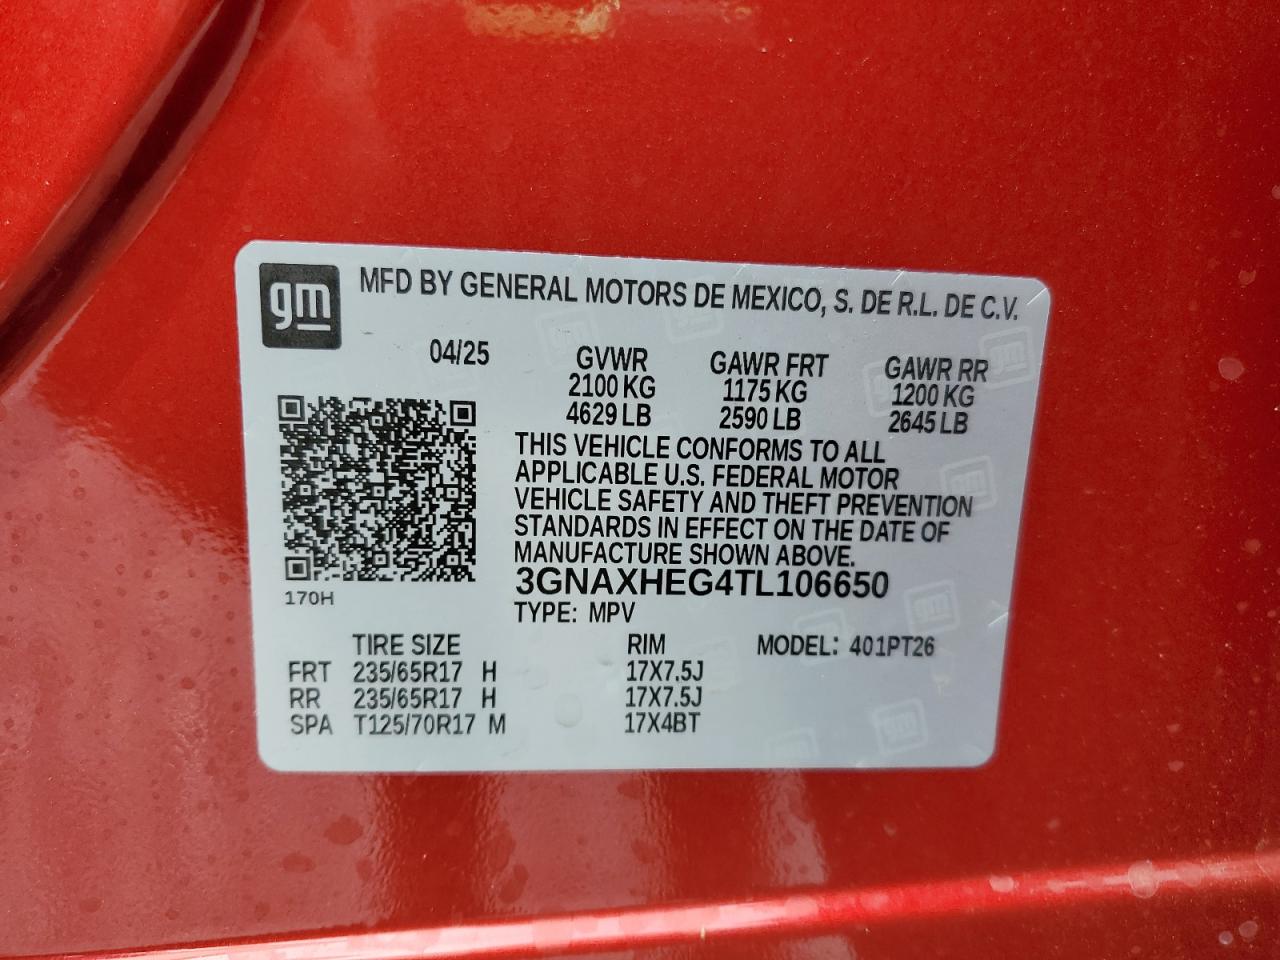 gm
MFD BY GENERAL MOTORS DE MEXICO, S. DE R.L. DE C.V.
04/25 GVWR GAWR FRT GAWR RR
2100 KG 1175 KG 1200 KG
4629 LB 2590 LB 2645 LB
THIS VEHICLE CONFORMS TO ALL
APPLICABLE U.S. FEDERAL MOTOR
VEHICLE SAFETY AND THEFT PREVENTION
STANDARDS IN EFFECT ON THE DATE OF
MANUFACTURE SHOWN ABOVE.
3GNAXHEG4TL106650
170H
TYPE: MPV
TIRE SIZE RIM MODEL: 401PT26
FRT 235/65R17 H 17X7.5J
RR 235/65R17 H 17X7.5J
SPA T125/70R17 M 17X4BT